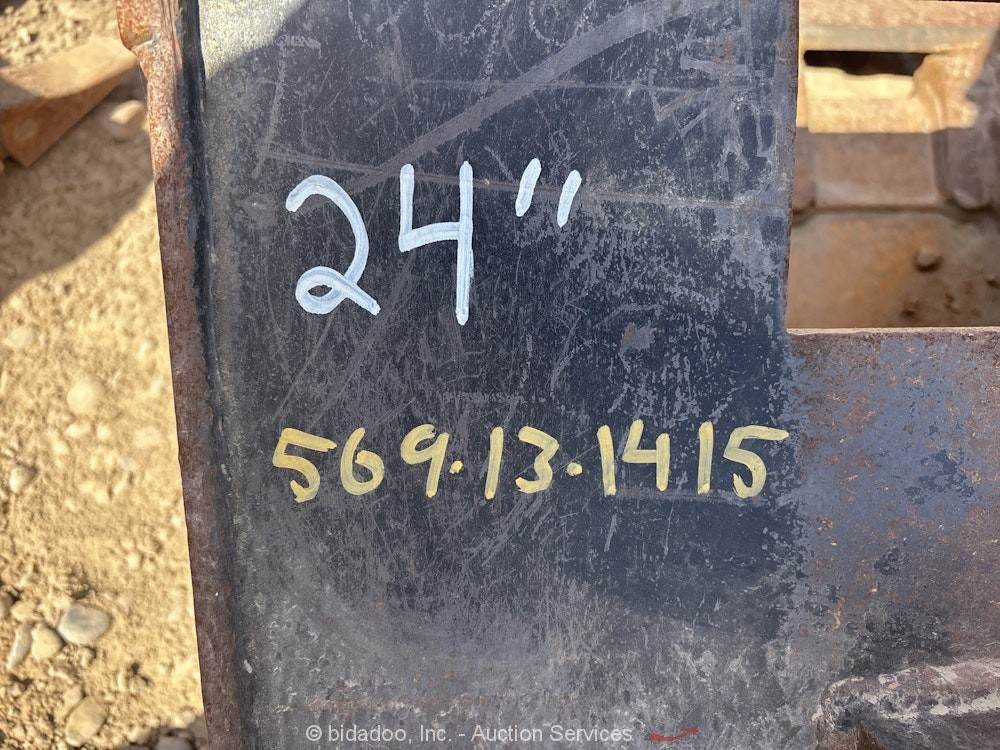 24"
569.13.1415
© bidadoo, Inc. - Auction Services